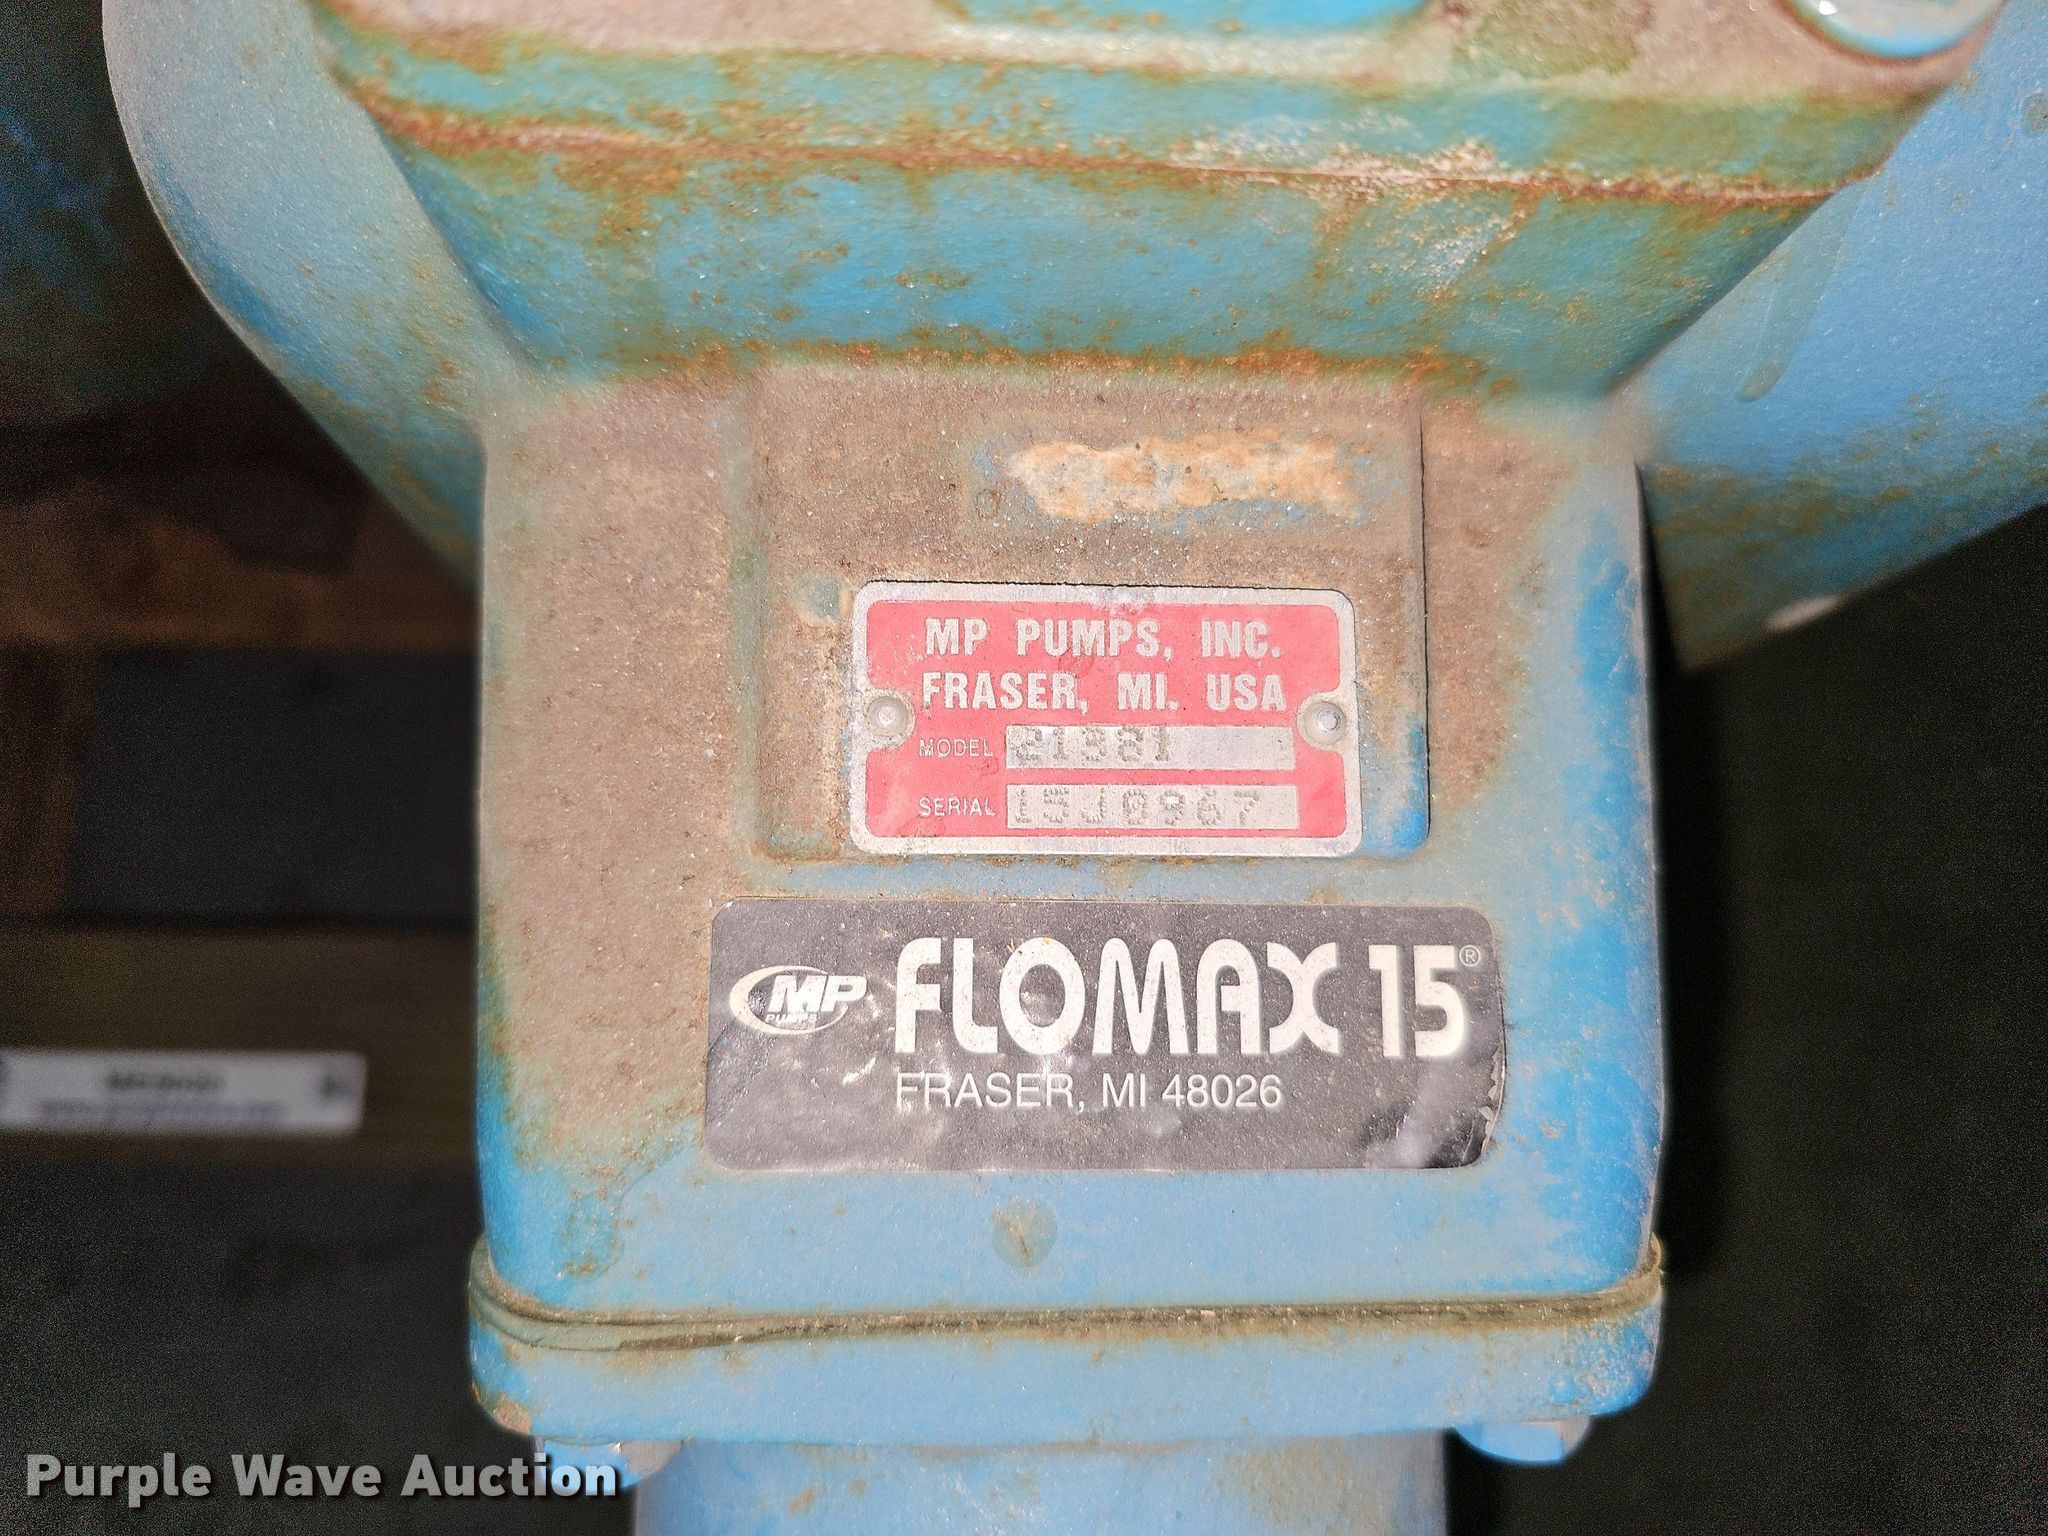 MP PUMPS, INC.
FRASER, MI. USA
MODEL 21381
SERIAL 15J0967
MP PUMPS FLOMAX 15®
FRASER, MI 48026
Purple Wave Auction